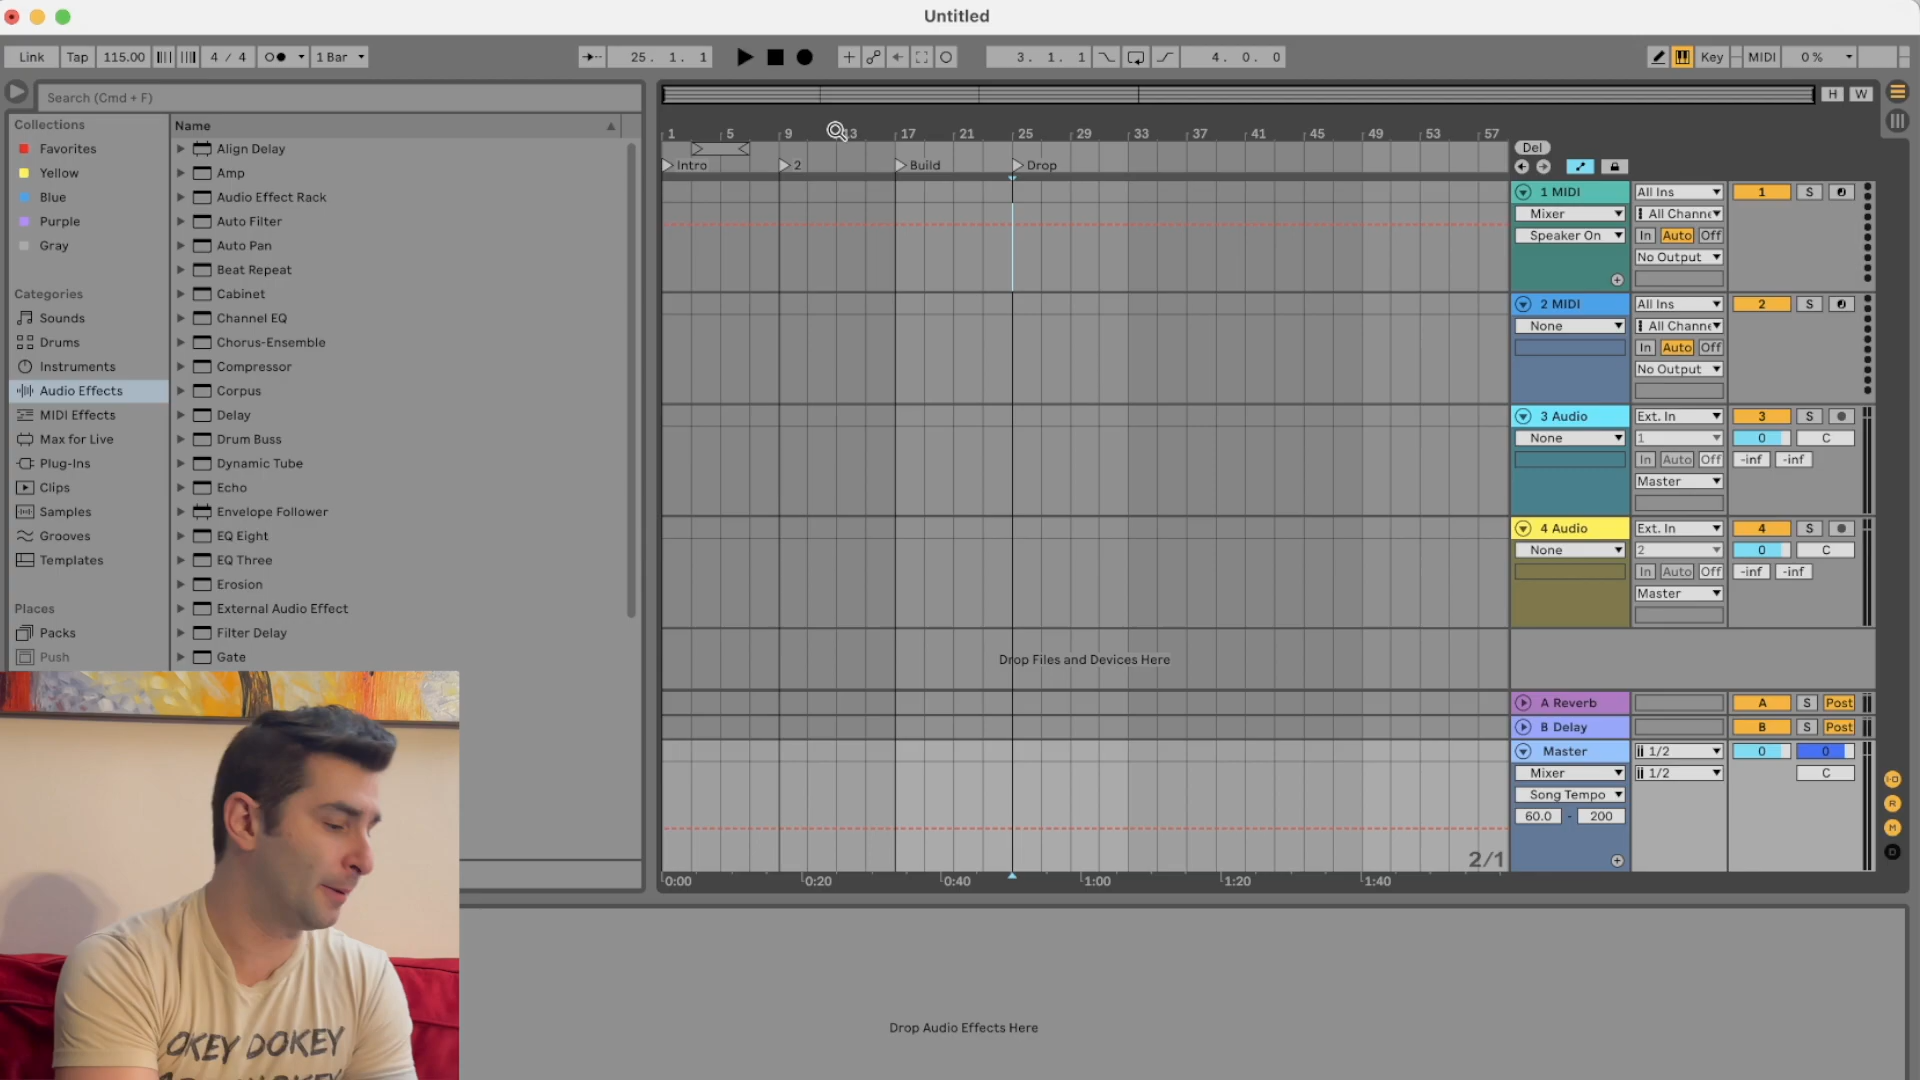 Untitled
Link Tap 115.00 4 / 4 1 Bar 25. 1. 1 3. 1. 1 4. 0. 0 Key MIDI 0 %
Search (Cmd + F)
H W
Collections
Favorites
Yellow
Blue
Purple
Gray
Categories
Sounds
Drums
Instruments
Audio Effects
MIDI Effects
Max for Live
Plug-Ins
Clips
Samples
Grooves
Templates
Places
Packs
Push
Name
Align Delay
Amp
Audio Effect Rack
Auto Filter
Auto Pan
Beat Repeat
Cabinet
Channel EQ
Chorus-Ensemble
Compressor
Corpus
Delay
Drum Buss
Dynamic Tube
Echo
Envelope Follower
EQ Eight
EQ Three
Erosion
External Audio Effect
Filter Delay
Gate
1 5 9 13 17 21 25 29 33 37 41 45 49 53 57
Del
Intro 2 Build Drop
1 MIDI All Ins 1 S
Mixer All Channe
Speaker On In Auto Off
No Output
2 MIDI All Ins 2 S
None All Channe
In Auto Off
No Output
3 Audio Ext. In 3 S
None 1 0 C
In Auto Off -inf -inf
Master
4 Audio Ext. In 4 S
None 2 0 C
In Auto Off -inf -inf
Master
Drop Files and Devices Here
A Reverb A S Post
B Delay B S Post
Master 1/2 0 0
Mixer 1/2 C
Song Tempo
60.0 - 200
2/1
0:00 0:20 0:40 1:00 1:20 1:40
Drop Audio Effects Here
OKEY DOKEY